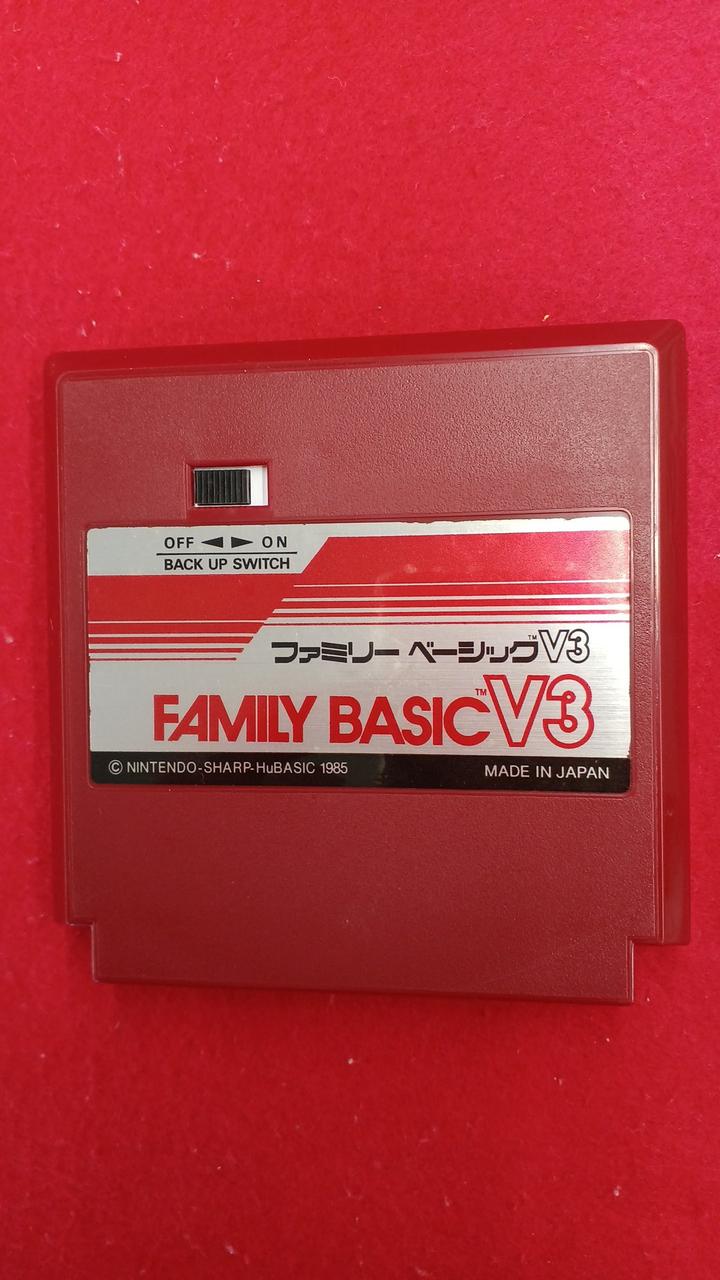 OFF ◀ ▶ ON
BACK UP SWITCH
ファミリー ベーシック™V3
FAMILY BASIC™V3
© NINTENDO-SHARP-HuBASIC 1985 MADE IN JAPAN